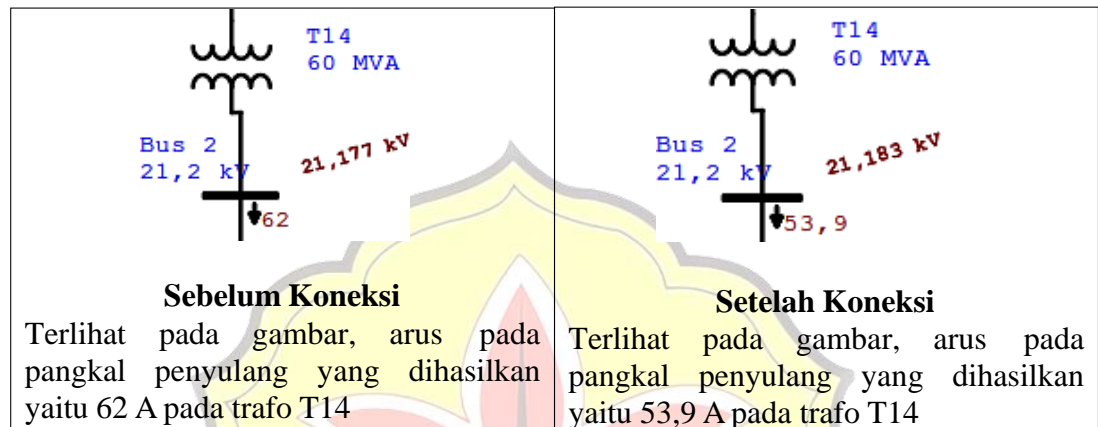 T14
60 MVA
Bus 2
21,2 kV
21,177 kV
62
Sebelum Koneksi
Terlihat pada gambar, arus pada
pangkal penyulang yang dihasilkan
yaitu 62 A pada trafo T14
T14
60 MVA
Bus 2
21,2 kV
21,183 kV
53,9
Setelah Koneksi
Terlihat pada gambar, arus pada
pangkal penyulang yang dihasilkan
yaitu 53,9 A pada trafo T14